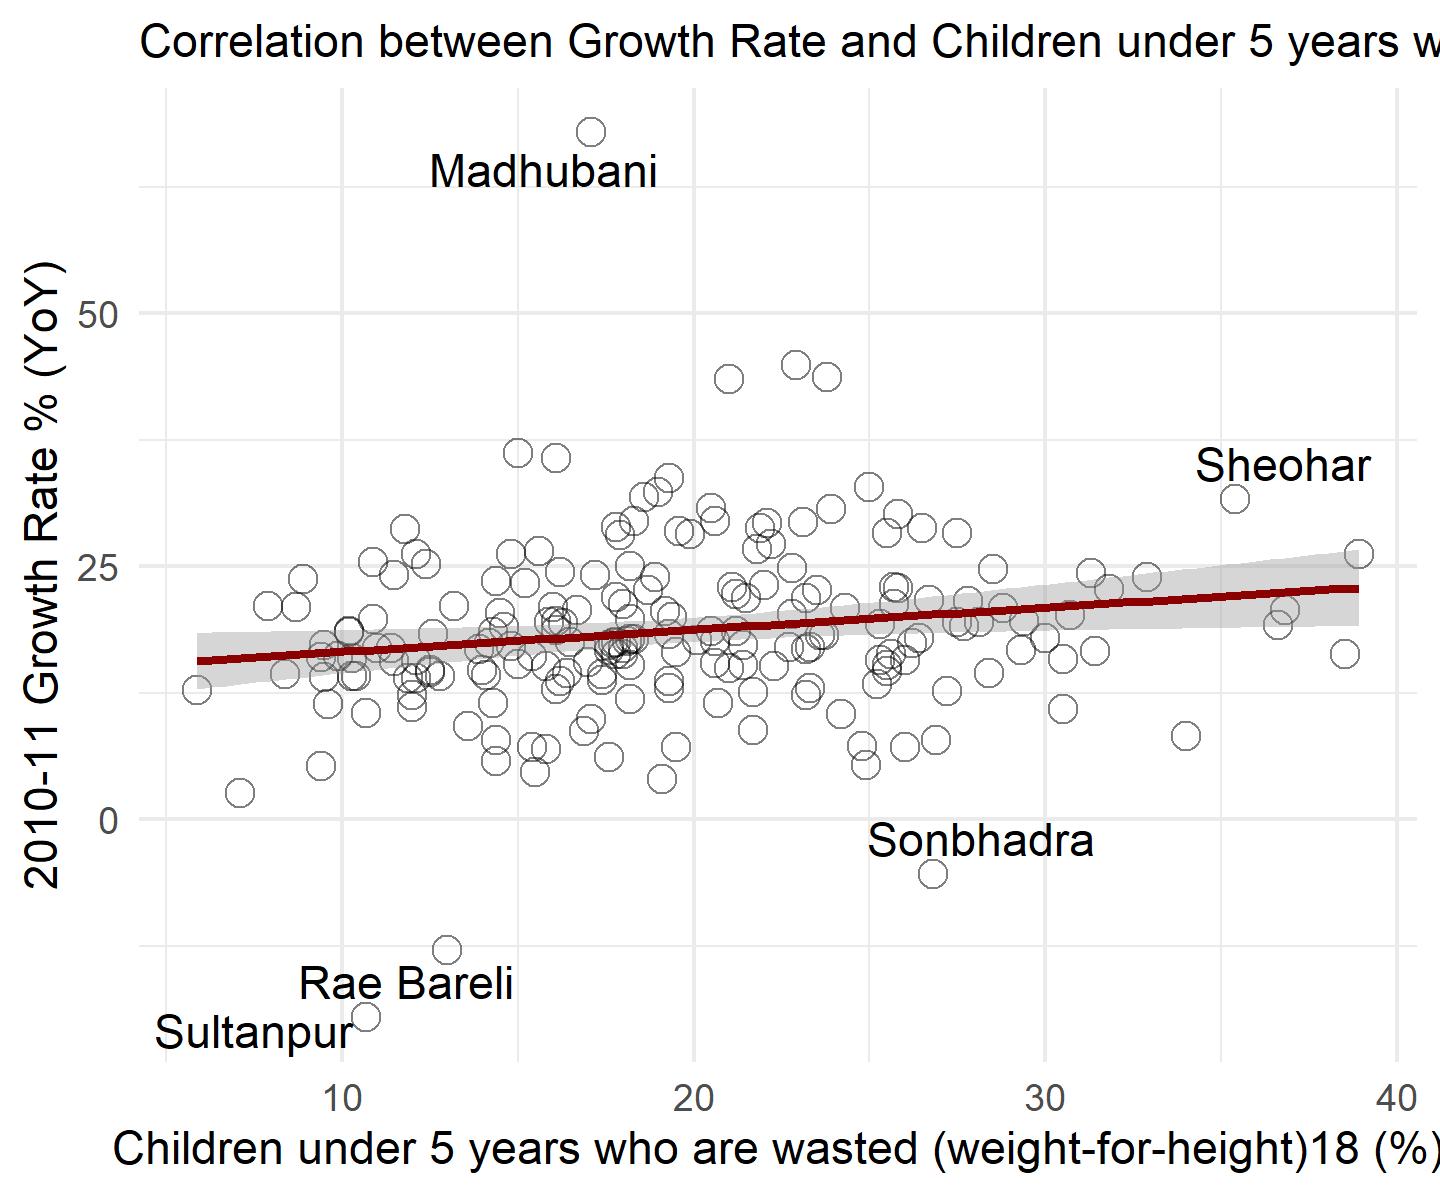 Correlation between Growth Rate and Children under 5 years w
Madhubani
50
Sheohar
25
0
Sonbhadra
Rae Bareli
Sultanpur
2010-11 Growth Rate % (YoY)
10 20 30 40
Children under 5 years who are wasted (weight-for-height)18 (%)